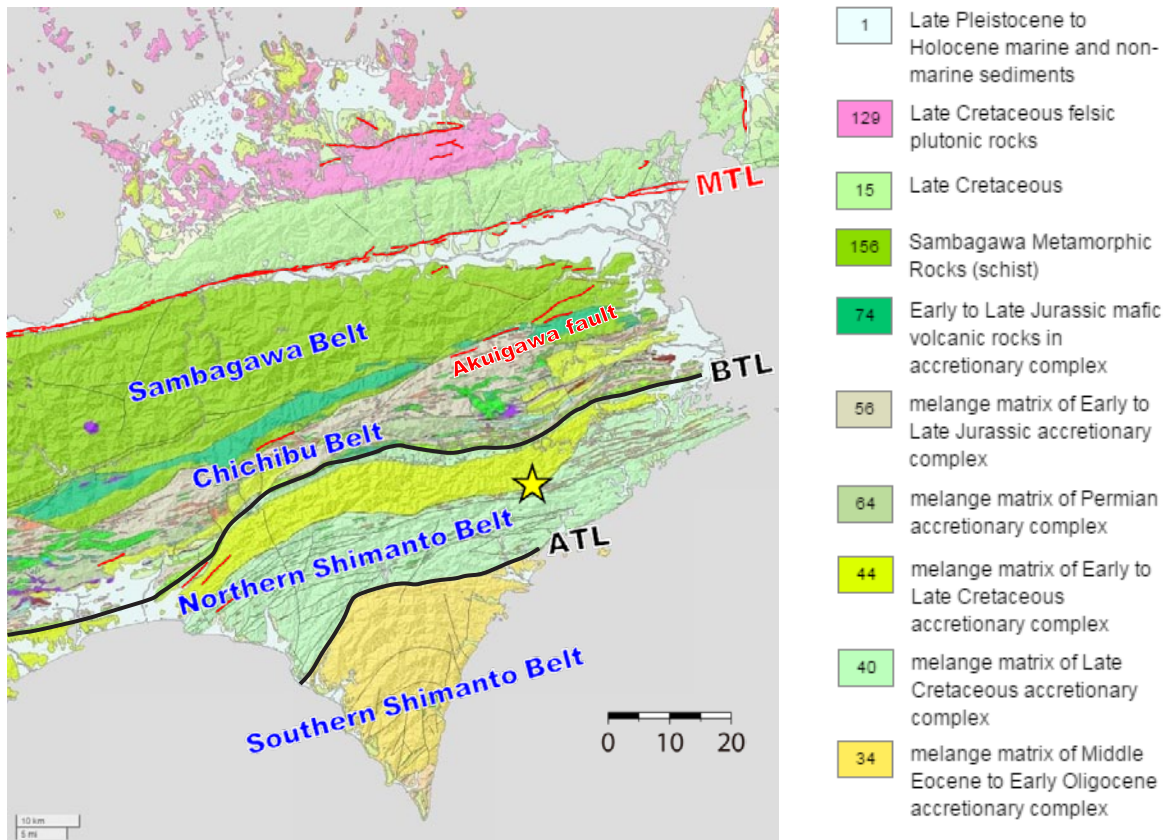 MTL
Akuigawa fault
Sambagawa Belt
BTL
Chichibu Belt
ATL
Northern Shimanto Belt
Southern Shimanto Belt
0 10 20
10 km
5 mi
1
Late Pleistocene to
Holocene marine and non-
marine sediments
129
Late Cretaceous felsic
plutonic rocks
15
Late Cretaceous
156
Sambagawa Metamorphic
Rocks (schist)
74
Early to Late Jurassic mafic
volcanic rocks in
accretionary complex
56
melange matrix of Early to
Late Jurassic accretionary
complex
64
melange matrix of Permian
accretionary complex
44
melange matrix of Early to
Late Cretaceous
accretionary complex
40
melange matrix of Late
Cretaceous accretionary
complex
34
melange matrix of Middle
Eocene to Early Oligocene
accretionary complex